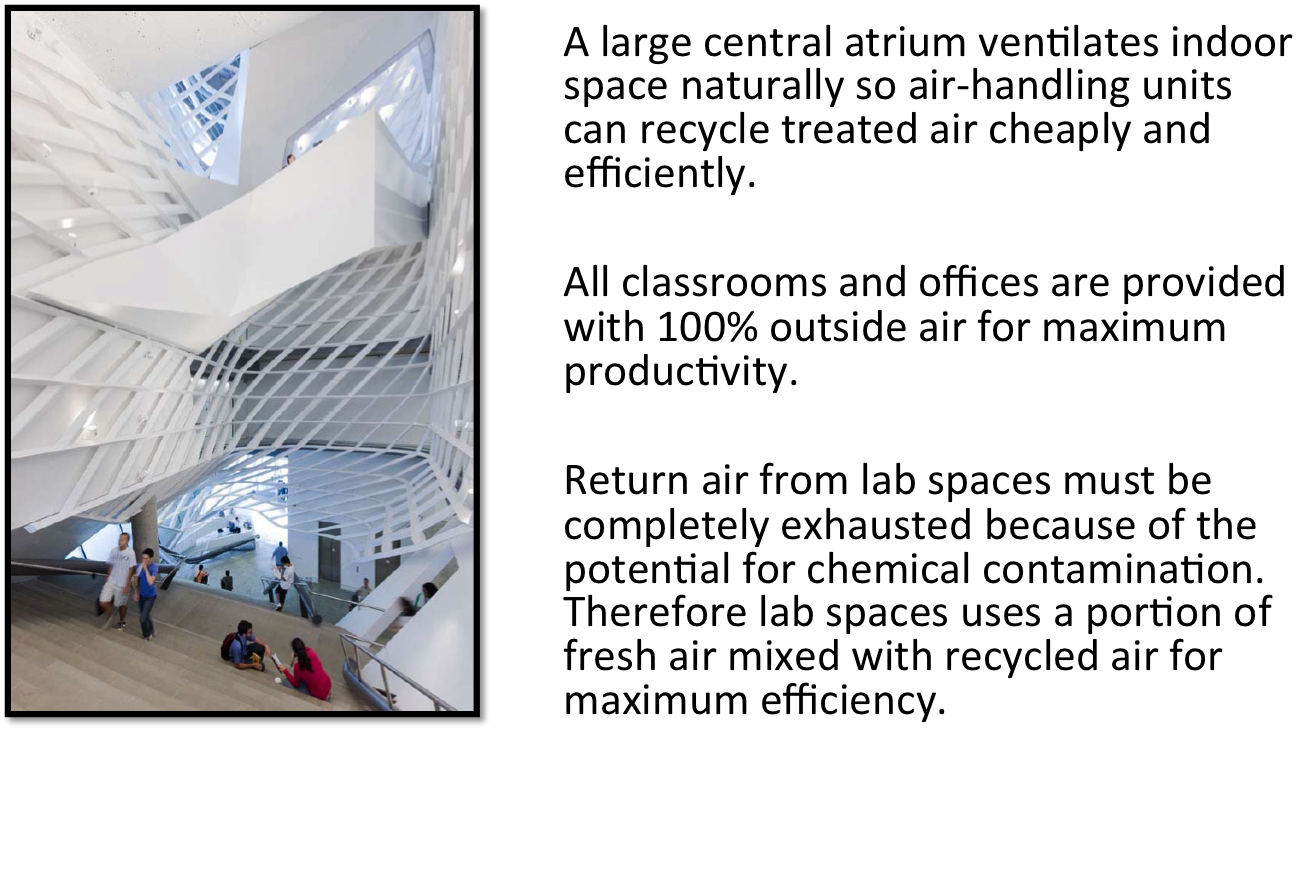 A large central atrium ventilates indoor
space naturally so air-handling units
can recycle treated air cheaply and
efficiently.
All classrooms and offices are provided
with 100% outside air for maximum
productivity.
Return air from lab spaces must be
completely exhausted because of the
potential for chemical contamination.
Therefore lab spaces uses a portion of
fresh air mixed with recycled air for
maximum efficiency.